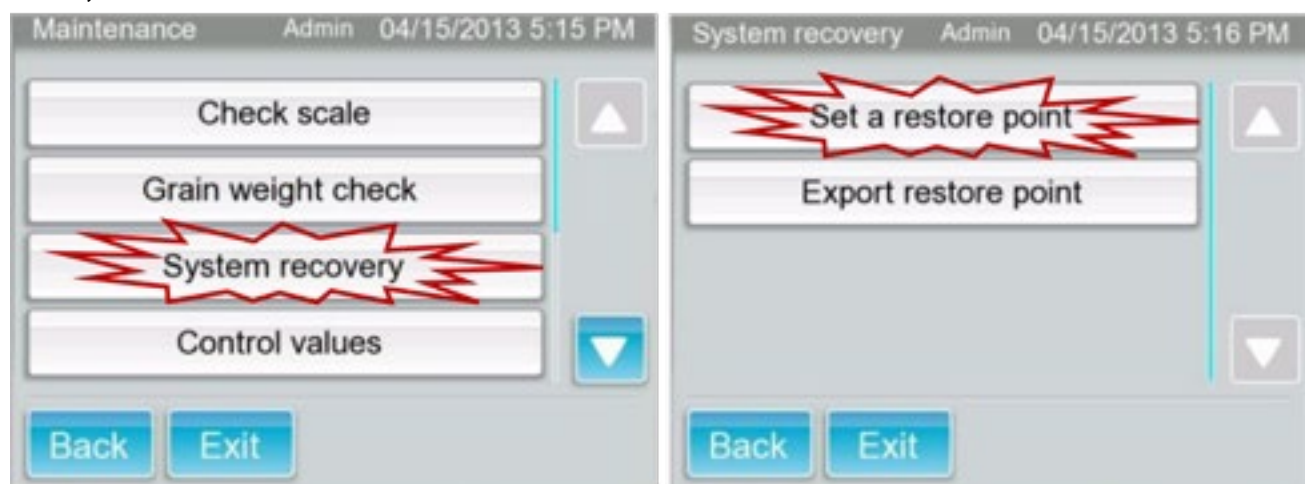 Maintenance Admin 04/15/2013 5:15 PM
Check scale
Grain weight check
System recovery
Control values
Back Exit
System recovery Admin 04/15/2013 5:16 PM
Set a restore point
Export restore point
Back Exit